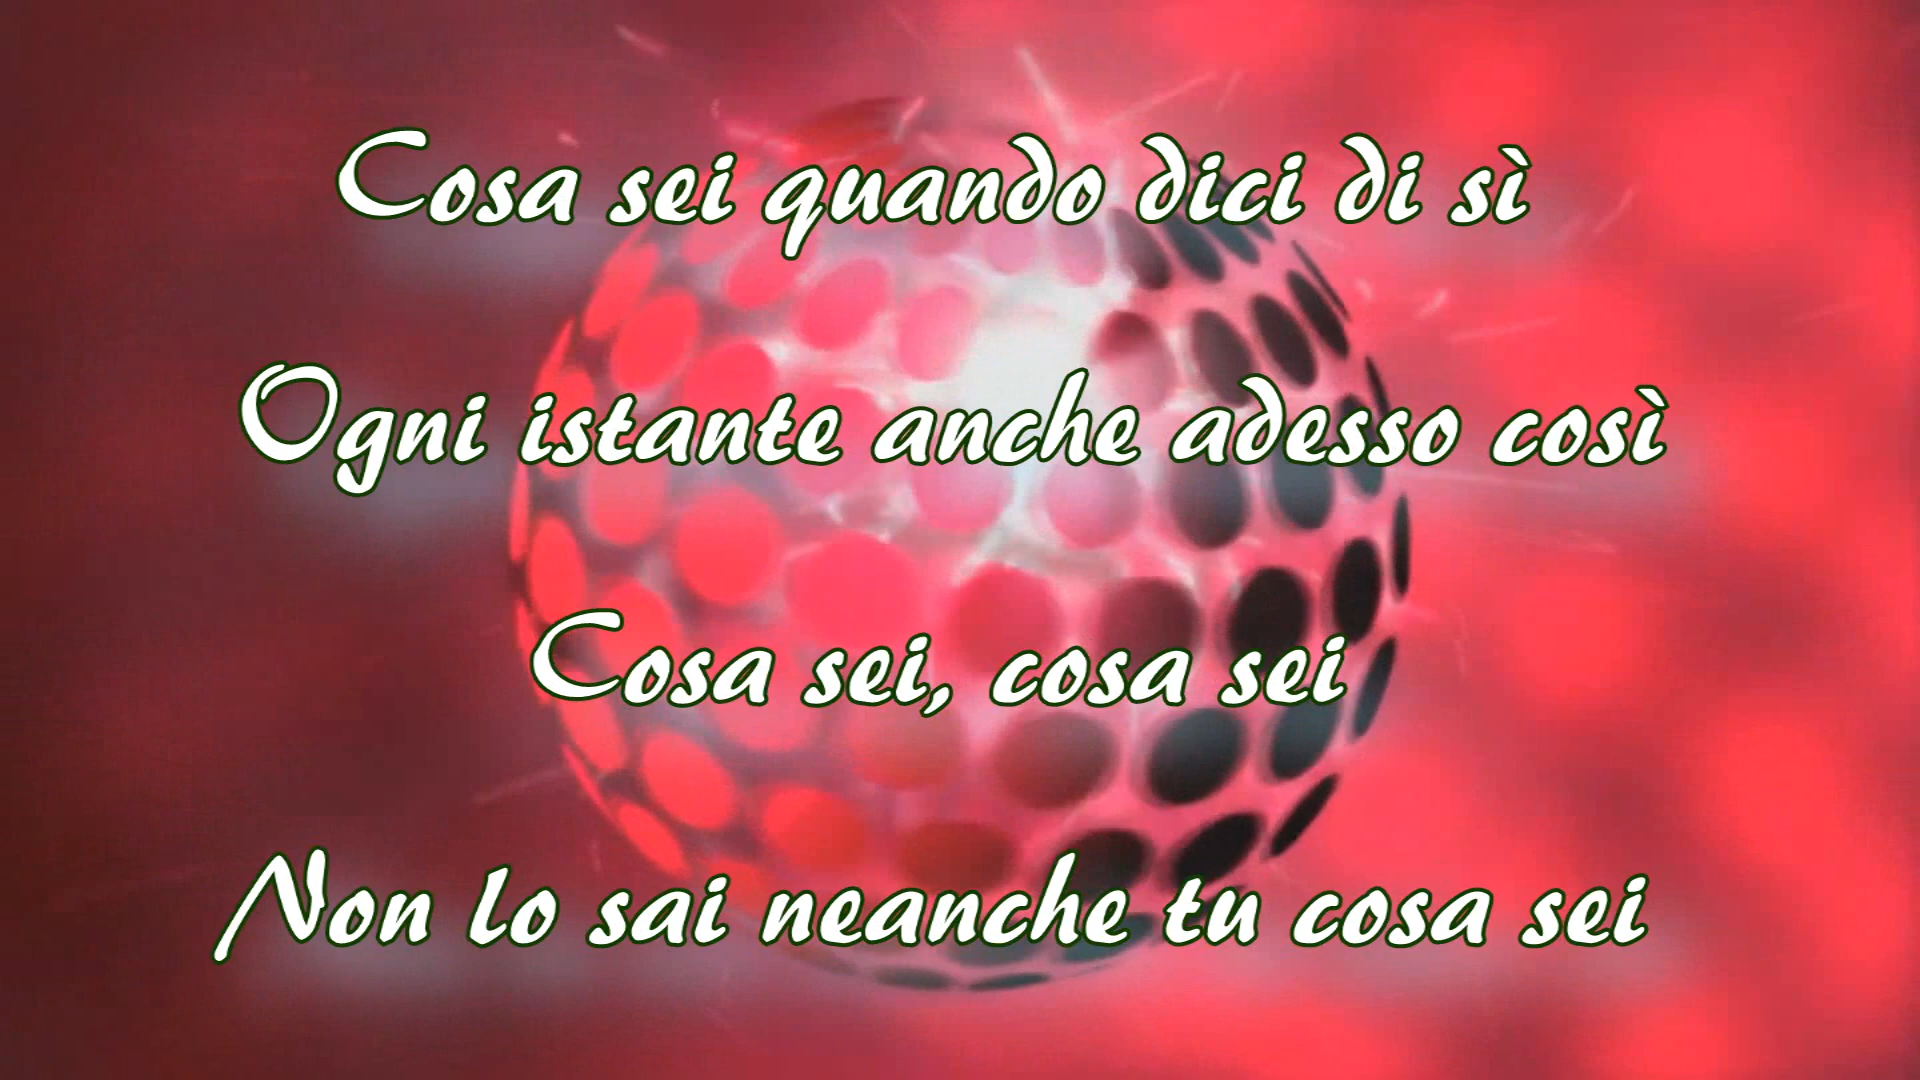 Cosa sei quando dici di sì
Ogni istante anche adesso così
Cosa sei, cosa sei
Non lo sai neanche tu cosa sei